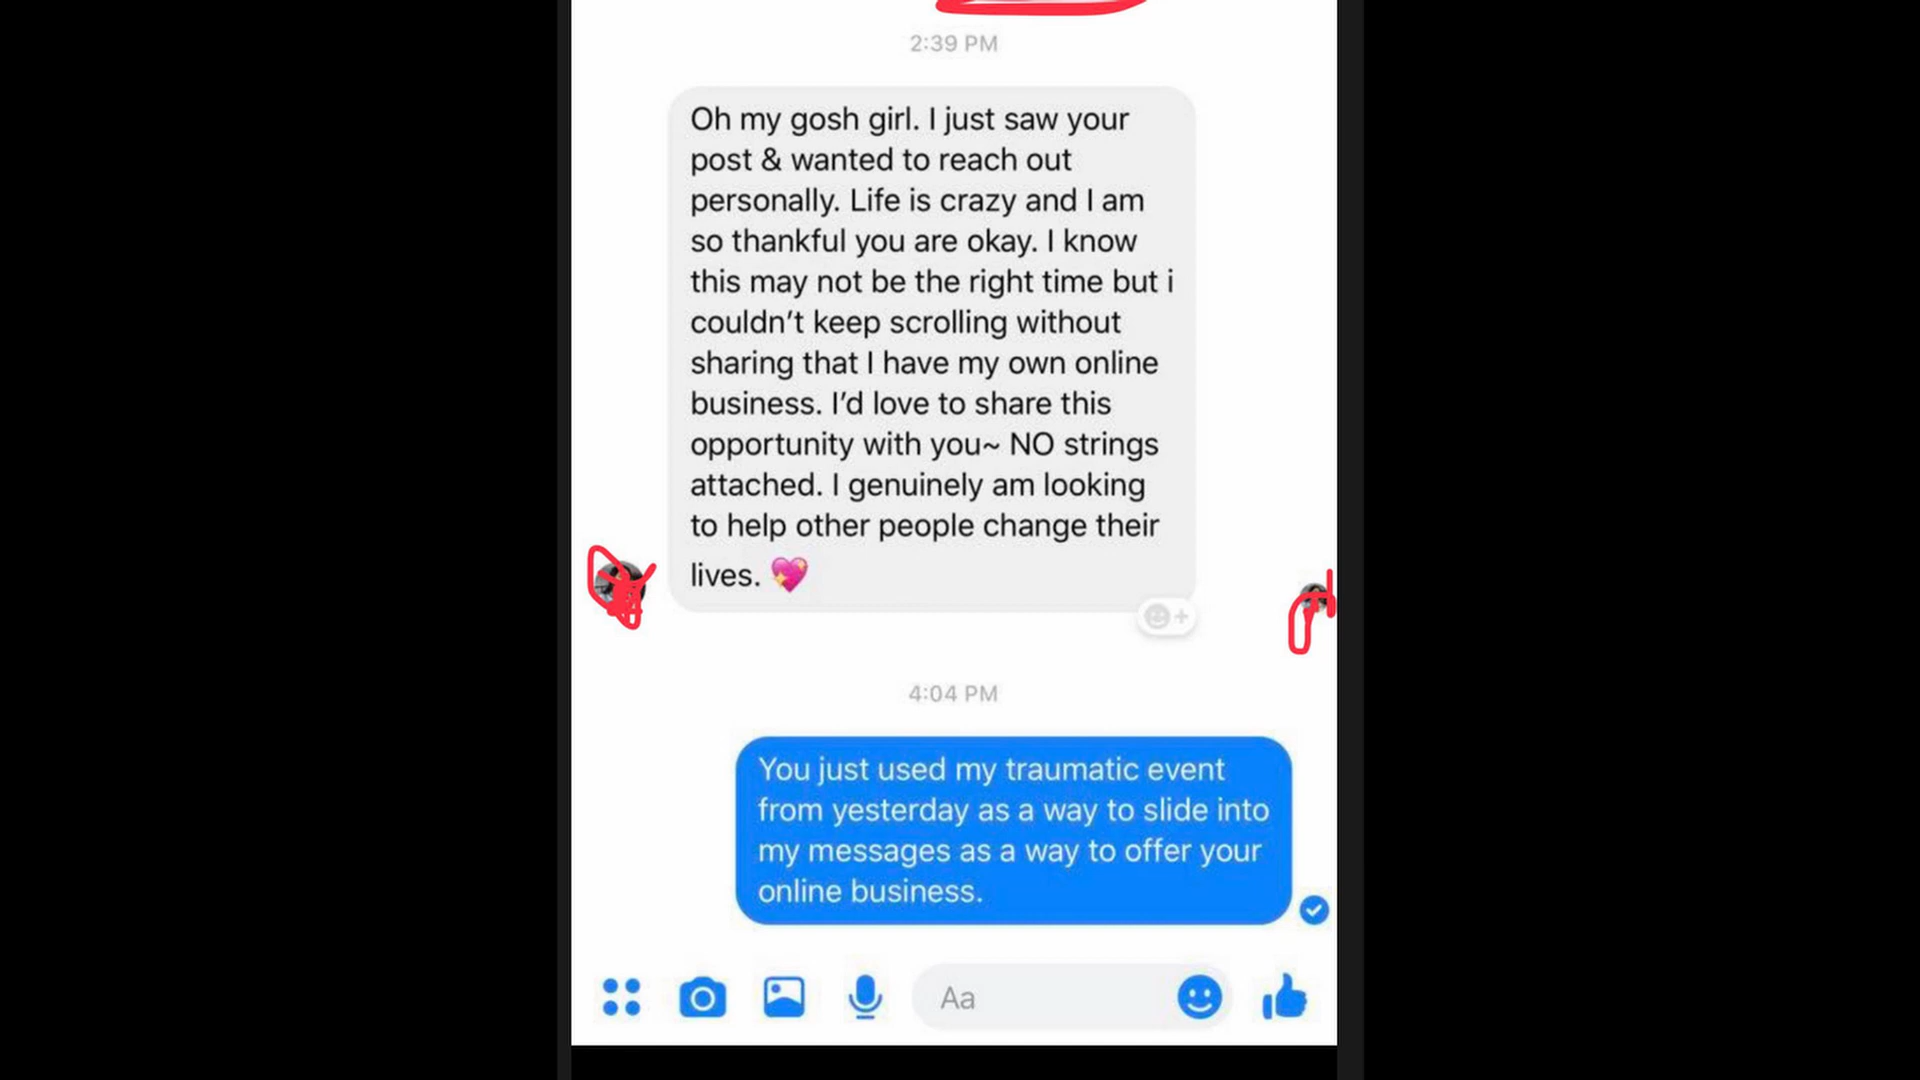 2:39 PM
Oh my gosh girl. I just saw your
post & wanted to reach out
personally. Life is crazy and I am
so thankful you are okay. I know
this may not be the right time but i
couldn't keep scrolling without
sharing that I have my own online
business. I'd love to share this
opportunity with you~ NO strings
attached. I genuinely am looking
to help other people change their
lives. 💖
4:04 PM
You just used my traumatic event
from yesterday as a way to slide into
my messages as a way to offer your
online business.
Aa